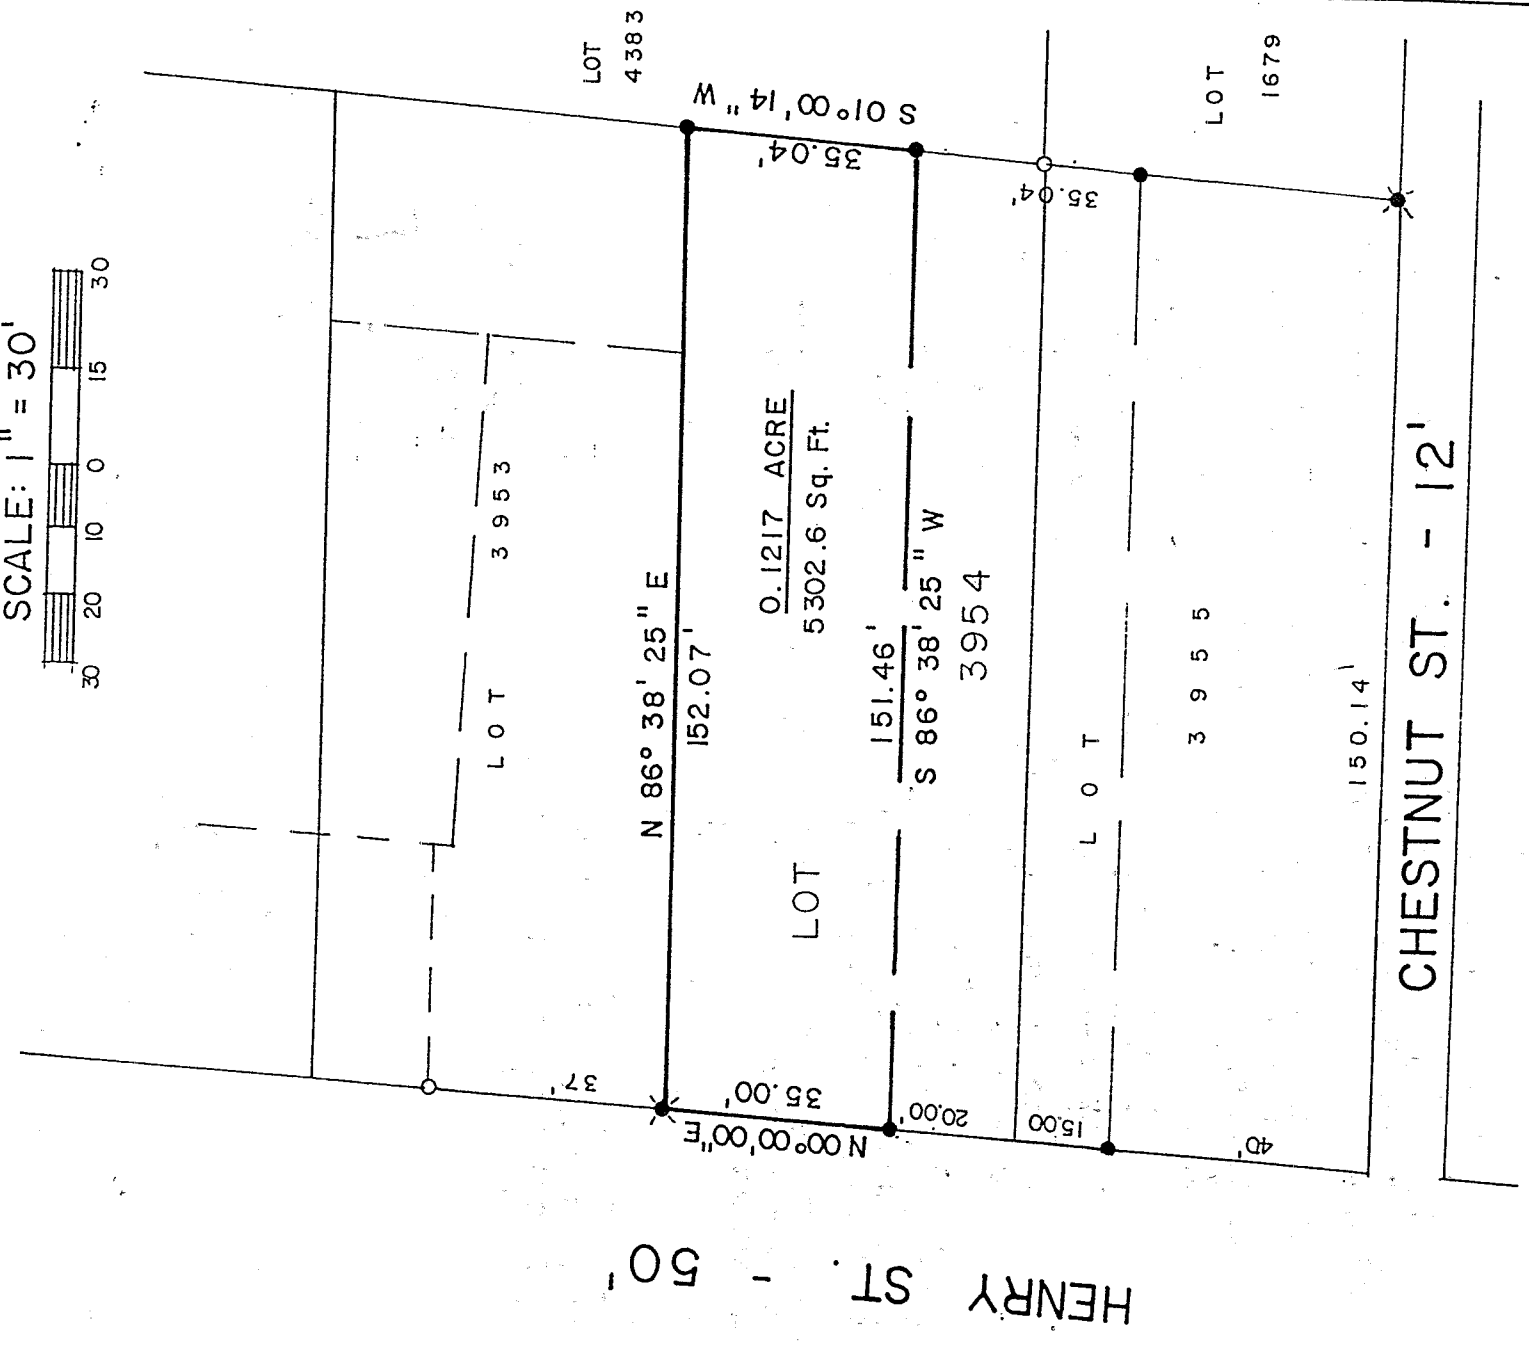 SCALE: 1" = 30'
30 20 10 0 15 30
LOT
4383
LOT
1679
S 01° 00' 14" W
35.04'
35.04'
LOT 3953
N 86° 38' 25" E
152.07'
0.1217 ACRE
5302.6 Sq. Ft.
151.46'
S 86° 38' 25" W
LOT 3954
LOT 3955
150.14'
CHESTNUT ST. - 12'
37'
35.00'
N 00° 00' 00" E
20.00'
15.00
40'
HENRY ST. - 50'